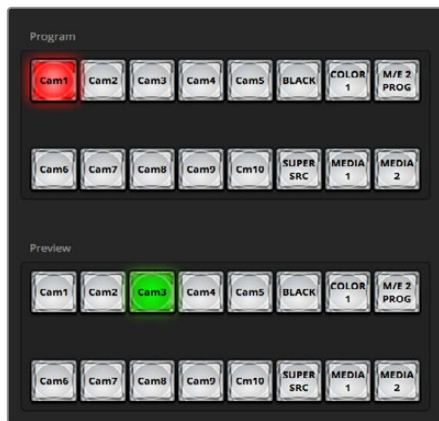 Program
Cam1 Cam2 Cam3 Cam4 Cam5 BLACK COLOR 1 M/E 2 PROG
Cam6 Cam7 Cam8 Cam9 Cm10 SUPER SRC MEDIA 1 MEDIA 2
Preview
Cam1 Cam2 Cam3 Cam4 Cam5 BLACK COLOR 1 M/E 2 PROG
Cam6 Cam7 Cam8 Cam9 Cm10 SUPER SRC MEDIA 1 MEDIA 2